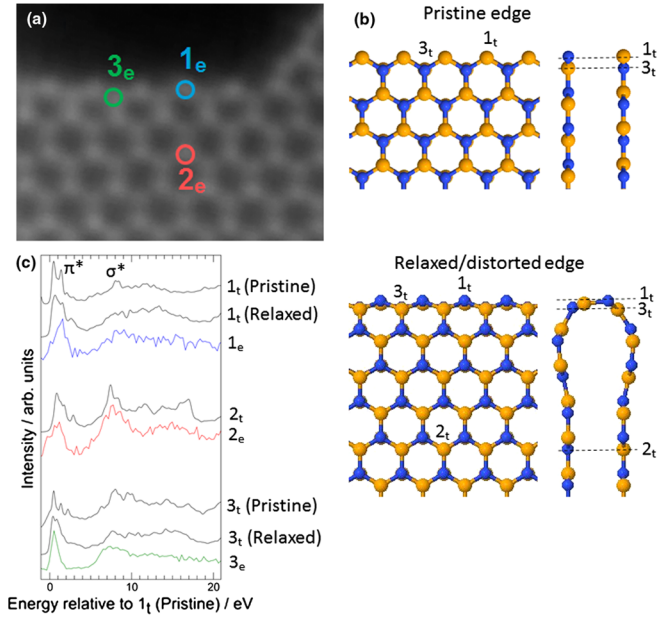 (a)
3e
1e
2e
(b)
Pristine edge
3t
1t
1t
3t
Relaxed/distorted edge
3t
1t
1t
3t
2t
2t
(c)
π*
σ*
1t (Pristine)
1t (Relaxed)
1e
2t
2e
3t (Pristine)
3t (Relaxed)
3e
Intensity / arb. units
0
10
20
Energy relative to 1t (Pristine) / eV